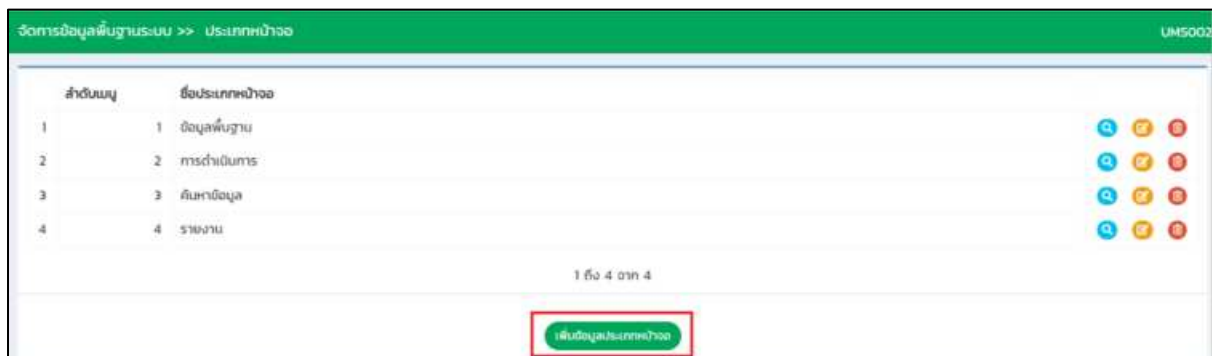 จัดการข้อมูลพื้นฐานระบบ >> ประเภทหน้าจอ UMS002
ลำดับเมนู ชื่อประเภทหน้าจอ
1 1 ข้อมูลพื้นฐาน
2 2 การดำเนินการ
3 3 ค้นหาข้อมูล
4 4 รายงาน
1 ถึง 4 จาก 4
เพิ่มข้อมูลประเภทหน้าจอ